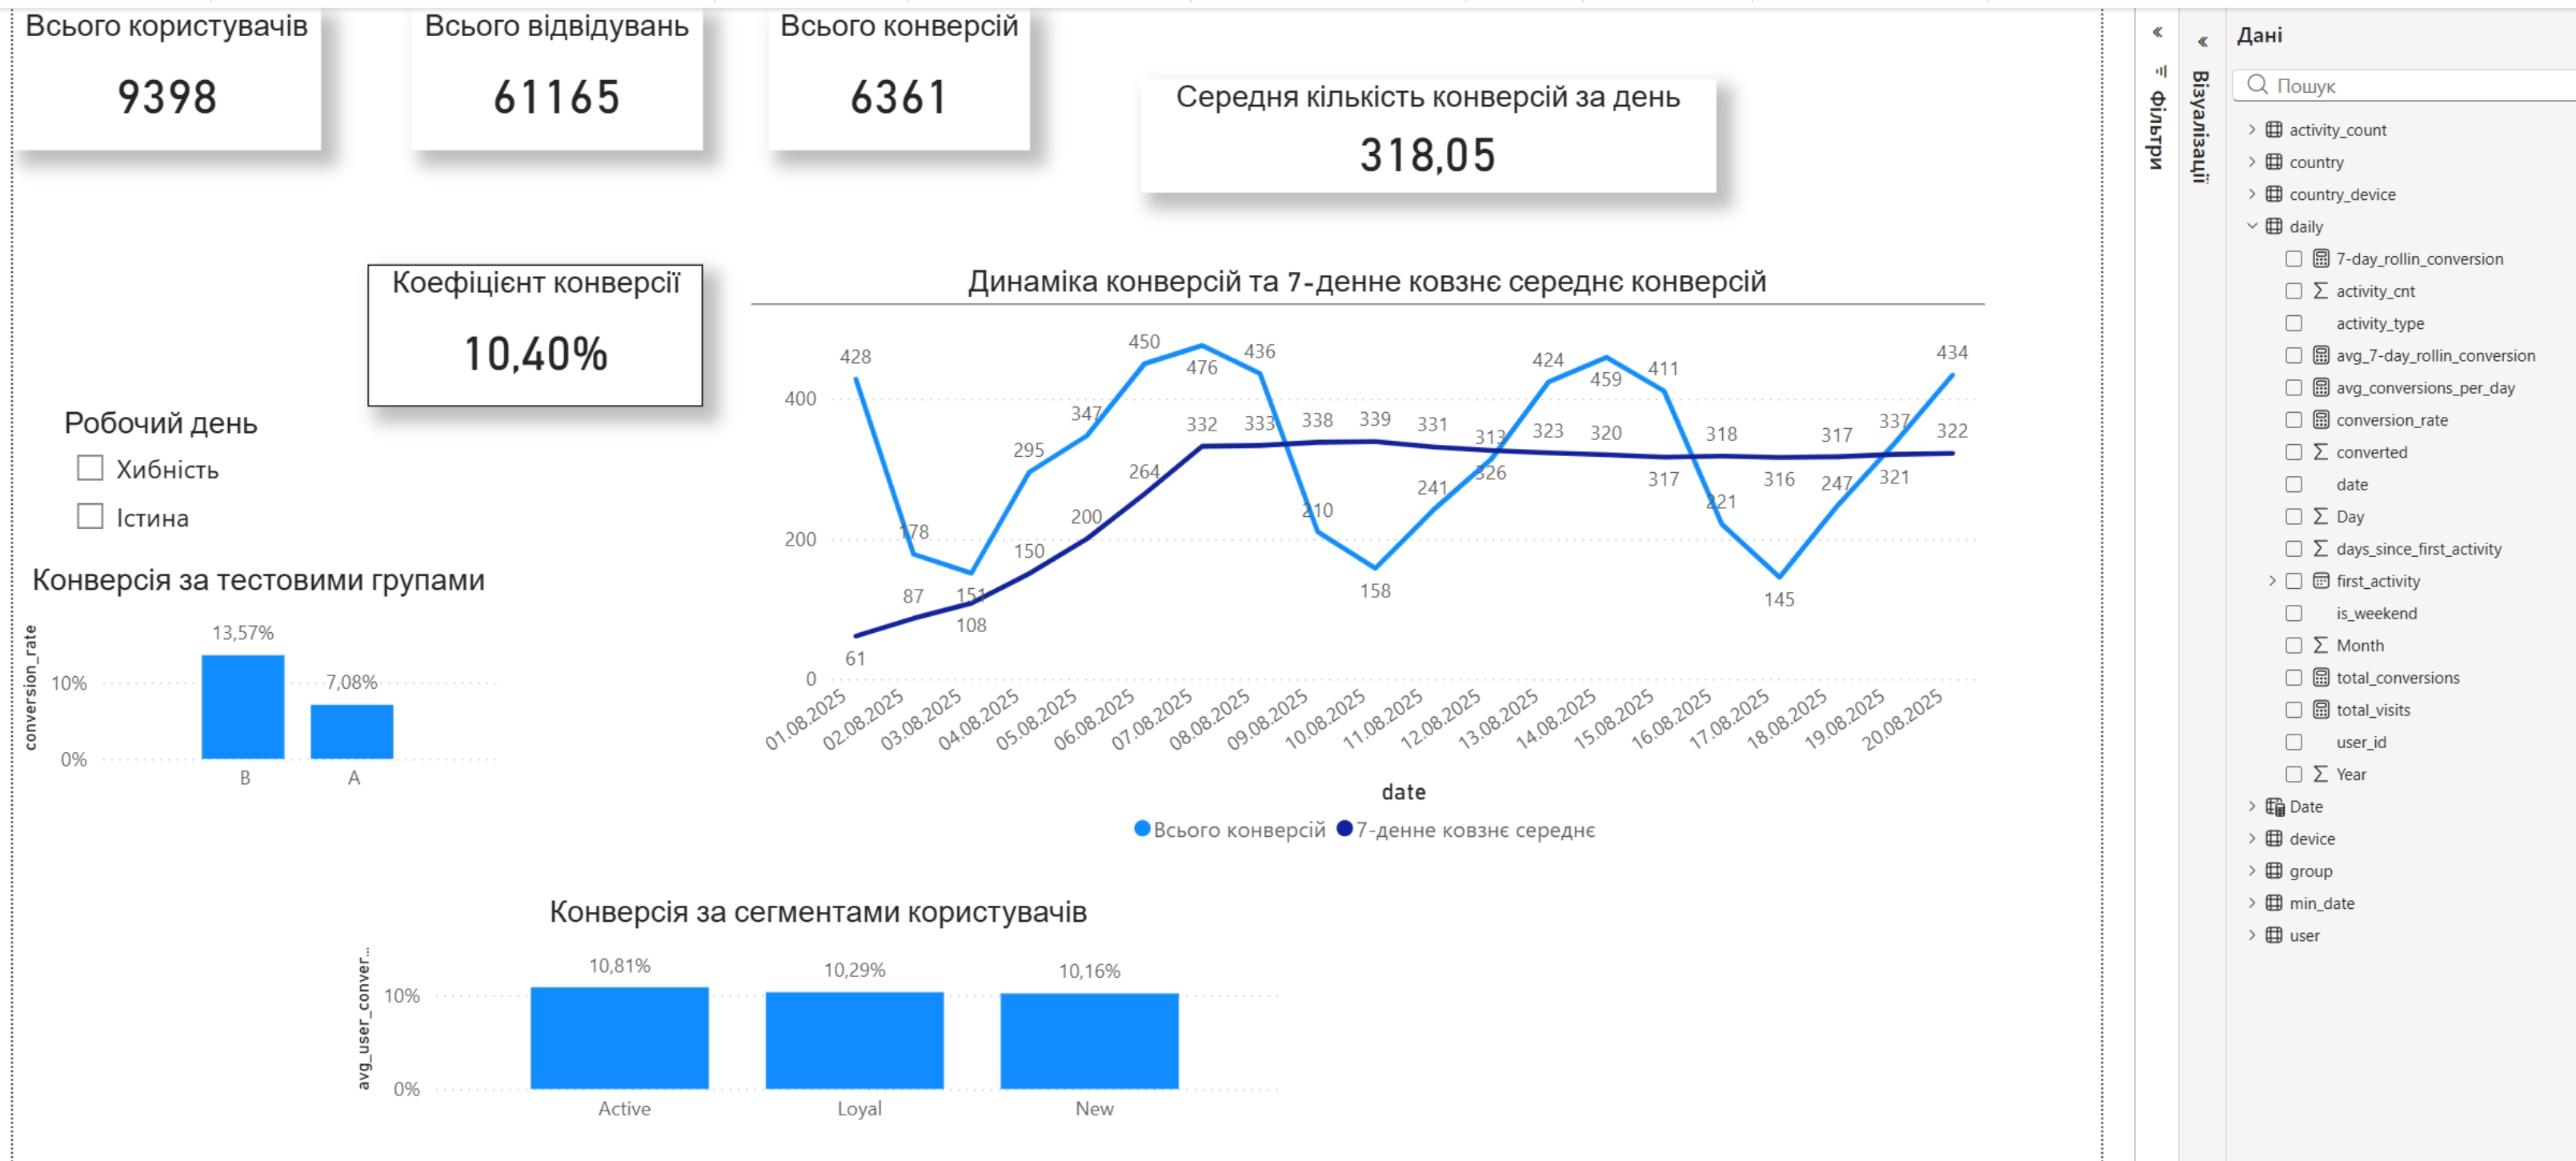 Всього користувачів
9398
Всього відвідувань
61165
Всього конверсій
6361
Середня кількість конверсій за день
318,05
Коефіцієнт конверсії
10,40%
Робочий день
Хибність
Істина
Динаміка конверсій та 7-денне ковзнє середнє конверсій
400
200
0
428
178
151
295
347
450
476
436
210
158
241
313
424
459
411
221
145
247
337
434
61
87
108
150
200
264
332
333
338
339
331
326
323
320
317
318
316
317
321
322
01.08.2025
02.08.2025
03.08.2025
04.08.2025
05.08.2025
06.08.2025
07.08.2025
08.08.2025
09.08.2025
10.08.2025
11.08.2025
12.08.2025
13.08.2025
14.08.2025
15.08.2025
16.08.2025
17.08.2025
18.08.2025
19.08.2025
20.08.2025
date
Всього конверсій 7-денне ковзнє середнє
Конверсія за тестовими групами
conversion_rate
10%
0%
13,57%
7,08%
B A
Конверсія за сегментами користувачів
avg_user_conver...
10%
0%
10,81%
10,29%
10,16%
Active Loyal New
Фільтри
Візуалізації
Дані
Пошук
activity_count
country
country_device
daily
7-day_rollin_conversion
activity_cnt
activity_type
avg_7-day_rollin_conversion
avg_conversions_per_day
conversion_rate
converted
date
Day
days_since_first_activity
first_activity
is_weekend
Month
total_conversions
total_visits
user_id
Year
Date
device
group
min_date
user